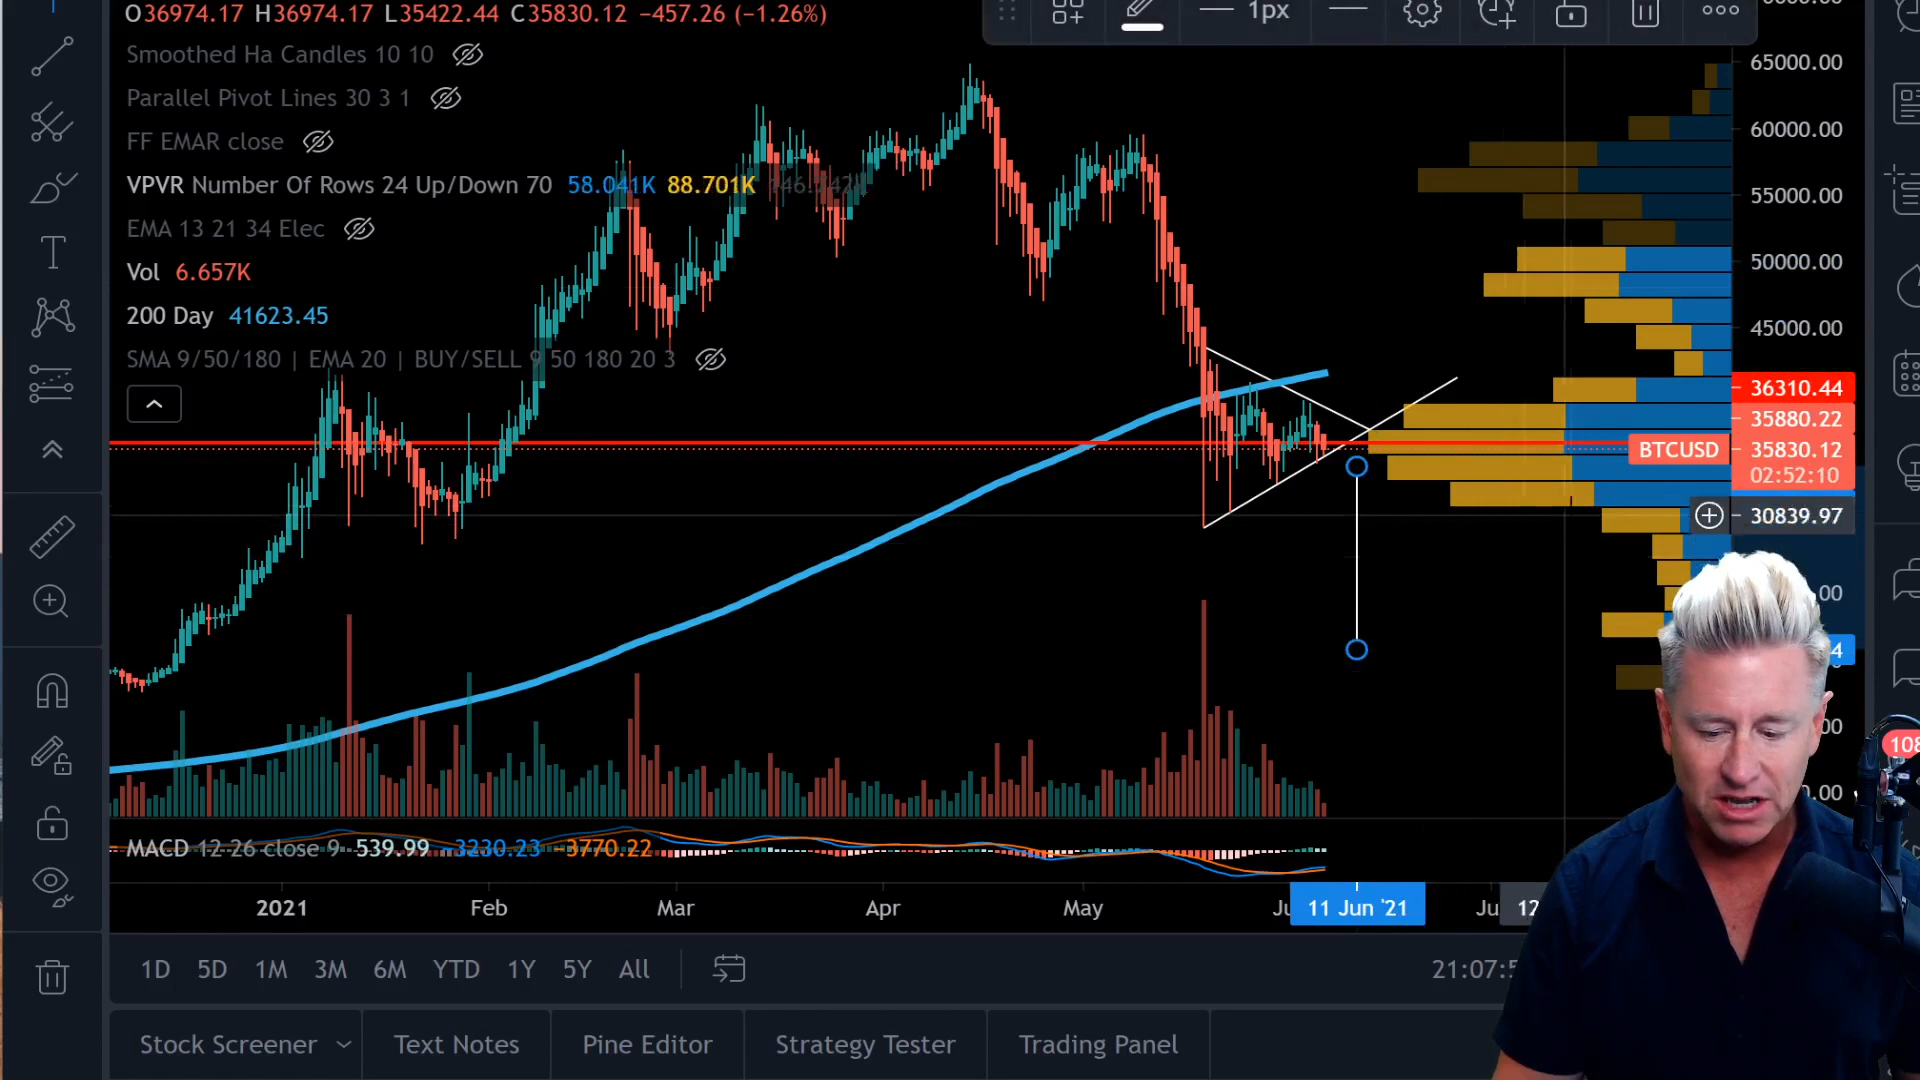 O36974.17 H36974.17 L35422.44 C35830.12 −457.26 (−1.26%)
1px
Smoothed Ha Candles 10 10
Parallel Pivot Lines 30 3 1
FF EMAR close
VPVR Number Of Rows 24 Up/Down 70 58.041K 88.701K
EMA 13 21 34 Elec
Vol 6.657K
200 Day 41623.45
SMA 9/50/180 | EMA 20 | BUY/SELL 9 50 180 20 3
65000.00
60000.00
55000.00
50000.00
45000.00
36310.44
35880.22
BTCUSD 35830.12
02:52:10
30839.97
MACD 12 26 close 9 539.99 −3230.23 −3770.22
2021 Feb Mar Apr May 11 Jun '21
1D 5D 1M 3M 6M YTD 1Y 5Y All
Stock Screener Text Notes Pine Editor Strategy Tester Trading Panel